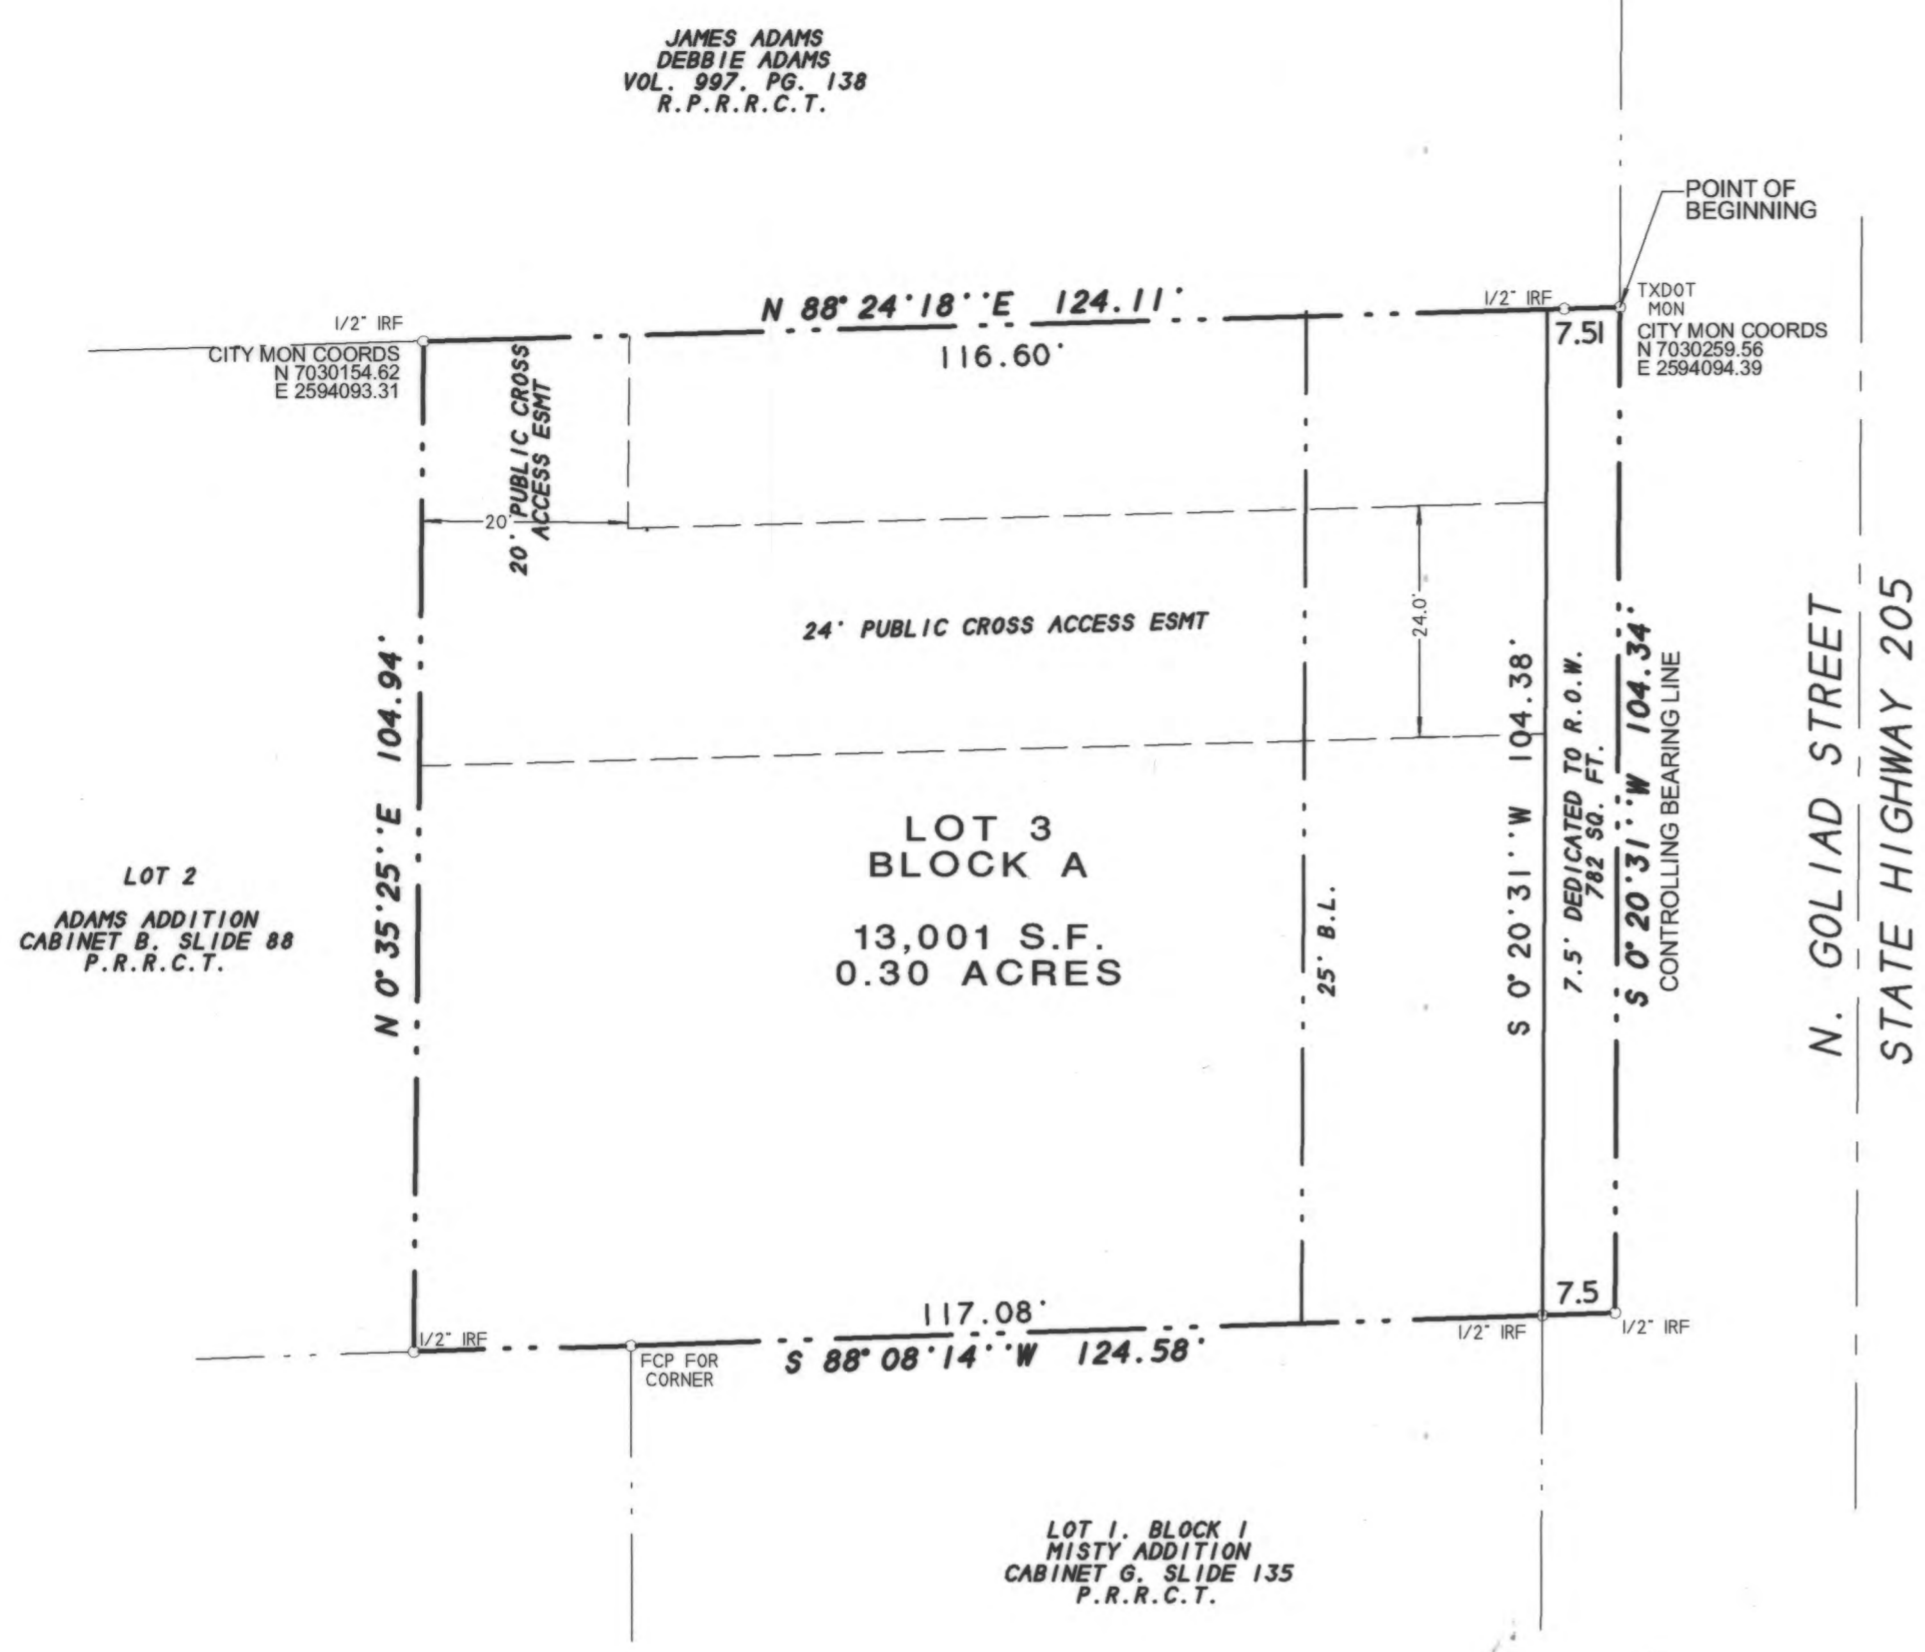 JAMES ADAMS
DEBBIE ADAMS
VOL. 997, PG. 138
R.P.R.R.C.T.
POINT OF
BEGINNING
N 88° 24' 18'' E 124.11'
116.60'
1/2" IRF
7.51
TXDOT
MON
CITY MON COORDS
N 7030259.56
E 2594094.39
1/2" IRF
CITY MON COORDS
N 7030154.62
E 2594093.31
20' PUBLIC CROSS
ACCESS ESMT
20'
24' PUBLIC CROSS ACCESS ESMT
24.0'
N 0° 35' 25'' E 104.94'
LOT 3
BLOCK A
13,001 S.F.
0.30 ACRES
25' B.L.
S 0° 20' 31'' W 104.38'
7.5' DEDICATED TO R.O.W.
782 SQ. FT.
S 0° 20' 31'' W 104.34'
CONTROLLING BEARING LINE
N. GOLIAD STREET
STATE HIGHWAY 205
LOT 2
ADAMS ADDITION
CABINET B, SLIDE 88
P.R.R.C.T.
1/2" IRF
FCP FOR
CORNER
117.08'
S 88° 08' 14'' W 124.58'
7.5
1/2" IRF
1/2" IRF
LOT 1, BLOCK 1
MISTY ADDITION
CABINET G, SLIDE 135
P.R.R.C.T.